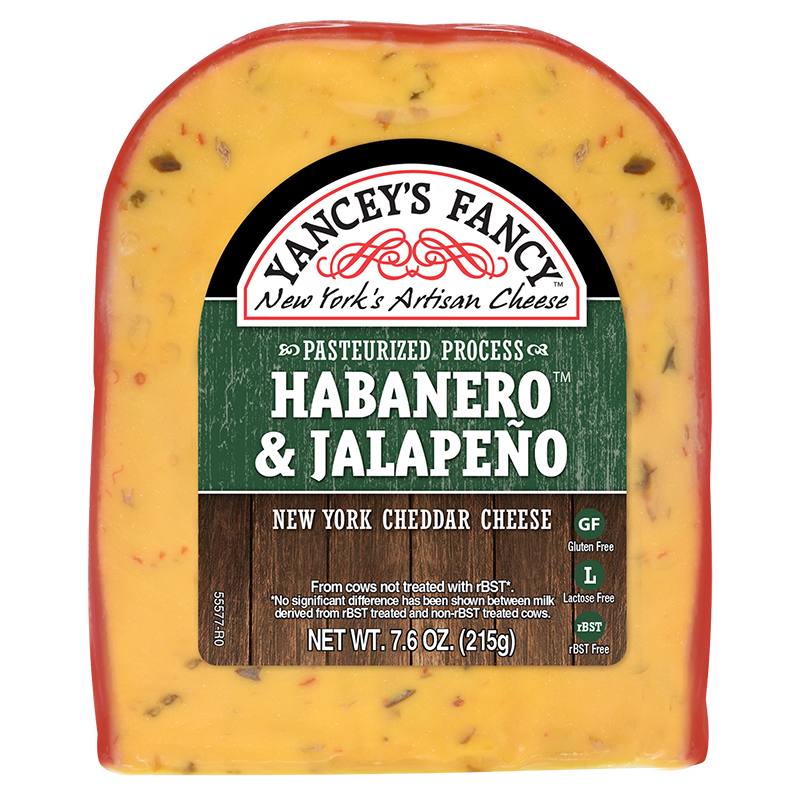 YANCEY'S FANCY™
New York's Artisan Cheese
PASTEURIZED PROCESS
HABANERO™
& JALAPEÑO
NEW YORK CHEDDAR CHEESE
GF
Gluten Free
L
Lactose Free
rBST
rBST Free
From cows not treated with rBST*.
*No significant difference has been shown between milk
derived from rBST treated and non-rBST treated cows.
NET WT. 7.6 OZ. (215g)
55577-R0